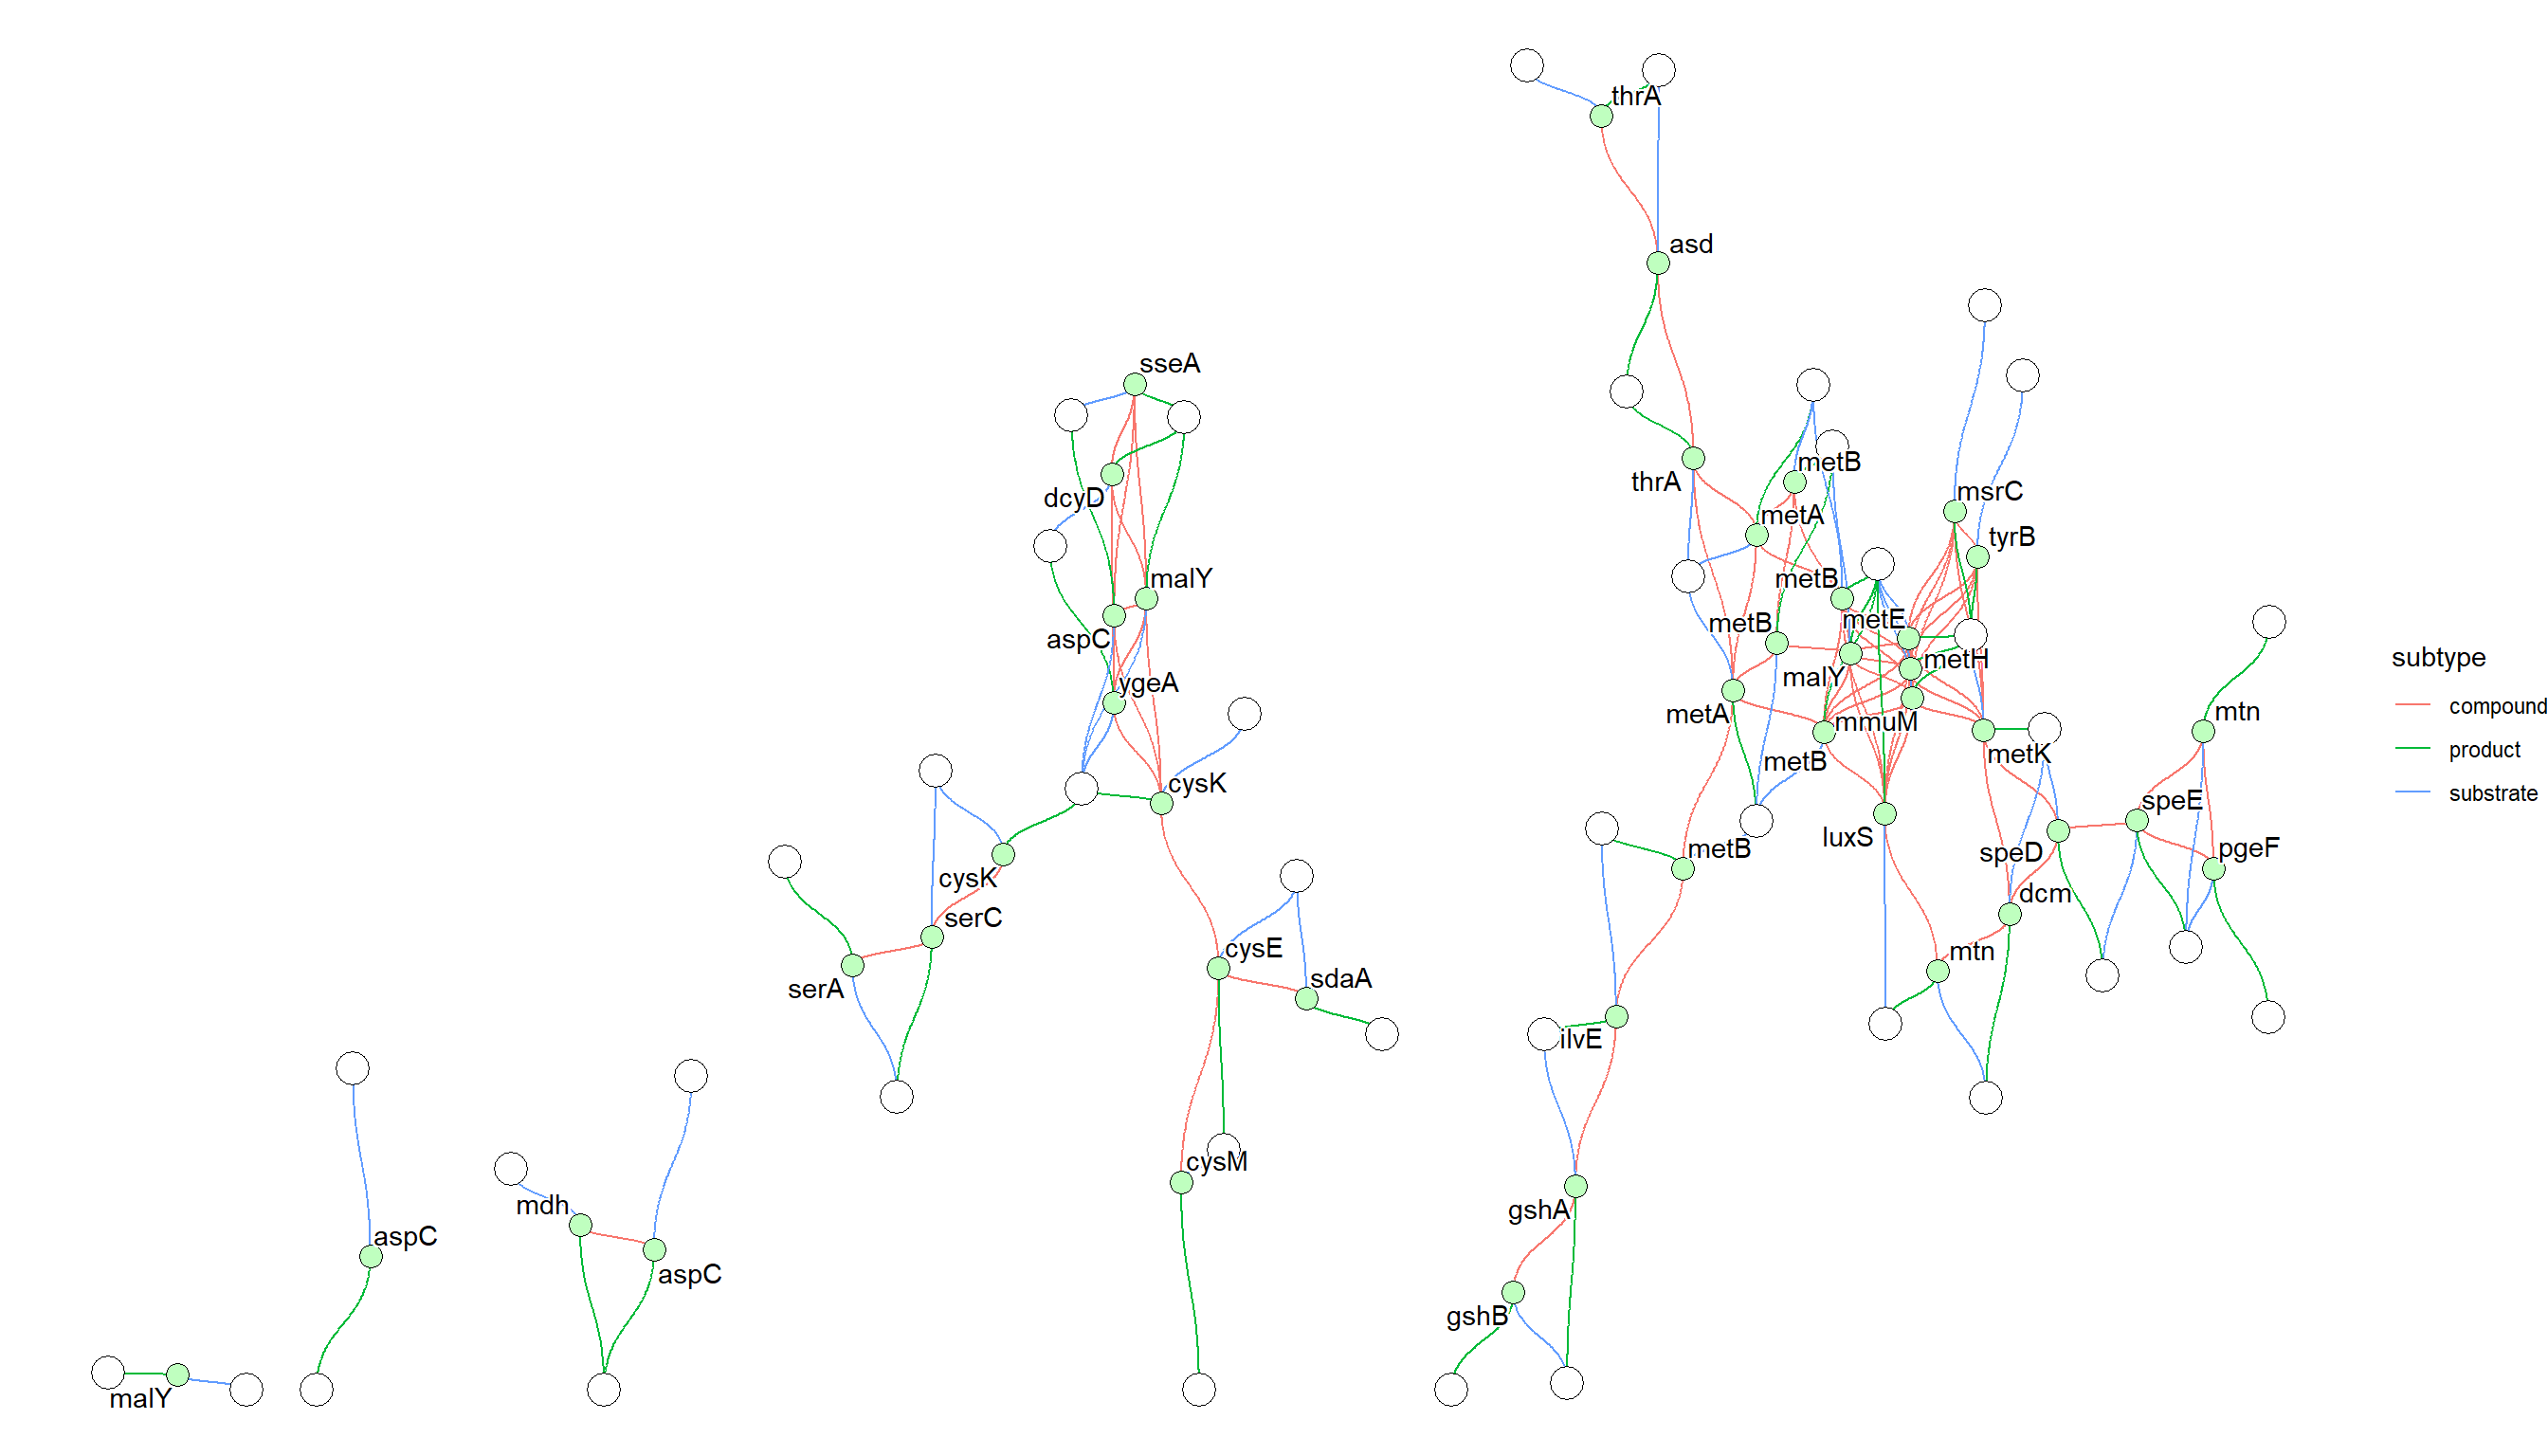 thrA
asd
sseA
metB
thrA
msrC
dcyD
metA
tyrB
malY
metB
metE
metB
aspC
metH
malY
ygeA
metA
mmuM
mtn
metK
metB
cysK
speE
luxS
metB
speD
pgeF
cysK
dcm
serC
cysE
mtn
sdaA
serA
ilvE
cysM
mdh
gshA
aspC
aspC
gshB
malY
subtype
compound
product
substrate